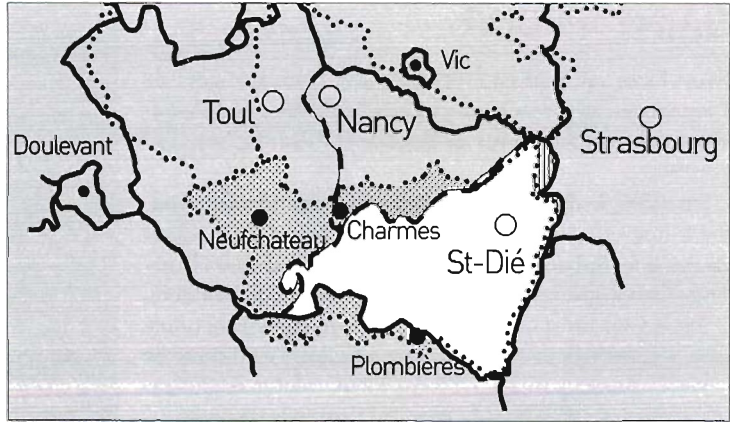 Vic
Toul
Nancy
Strasbourg
Doulevant
Neufchateau
Charmes
St-Dié
Plombières